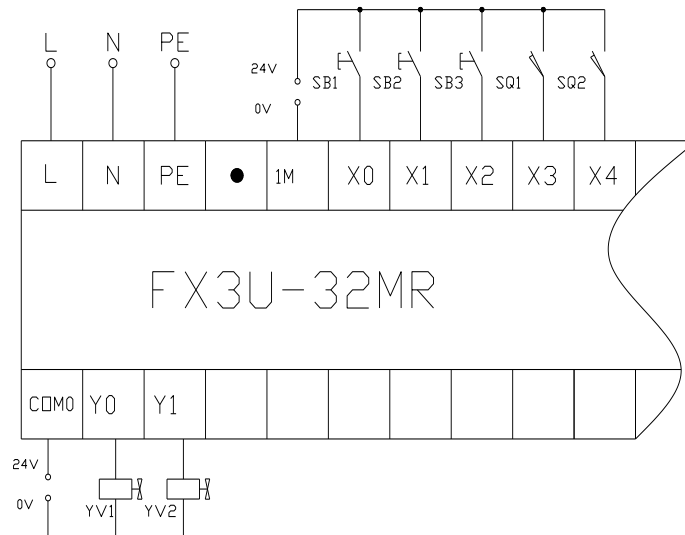 L N PE
24V
0V
SB1 SB2 SB3 SQ1 SQ2
L N PE 1M X0 X1 X2 X3 X4
FX3U-32MR
COM0 Y0 Y1
24V
0V
YV1 YV2